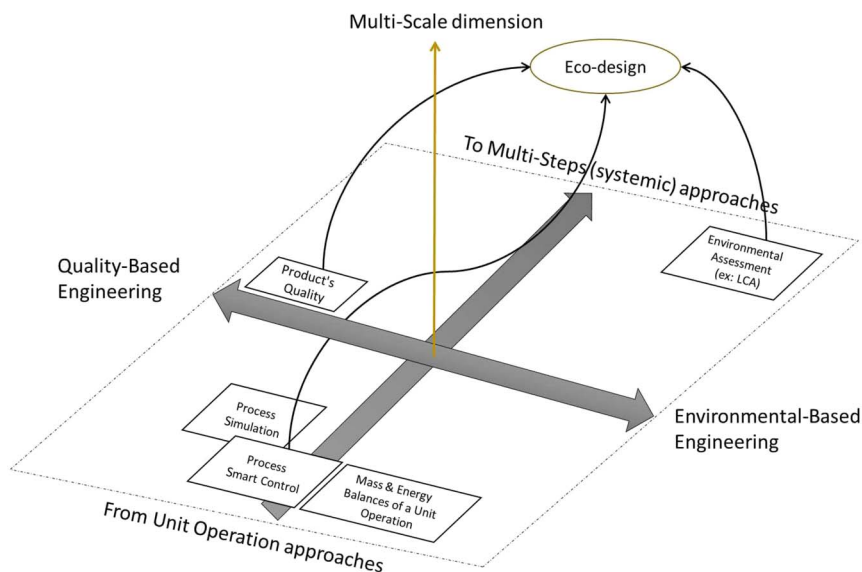 Multi-Scale dimension
Eco-design
To Multi-Steps (systemic) approaches
Quality-Based
Engineering
Product's
Quality
Environmental
Assessment
(ex: LCA)
Environmental-Based
Engineering
Process
Simulation
Process
Smart Control
Mass & Energy
Balances of a Unit
Operation
From Unit Operation approaches